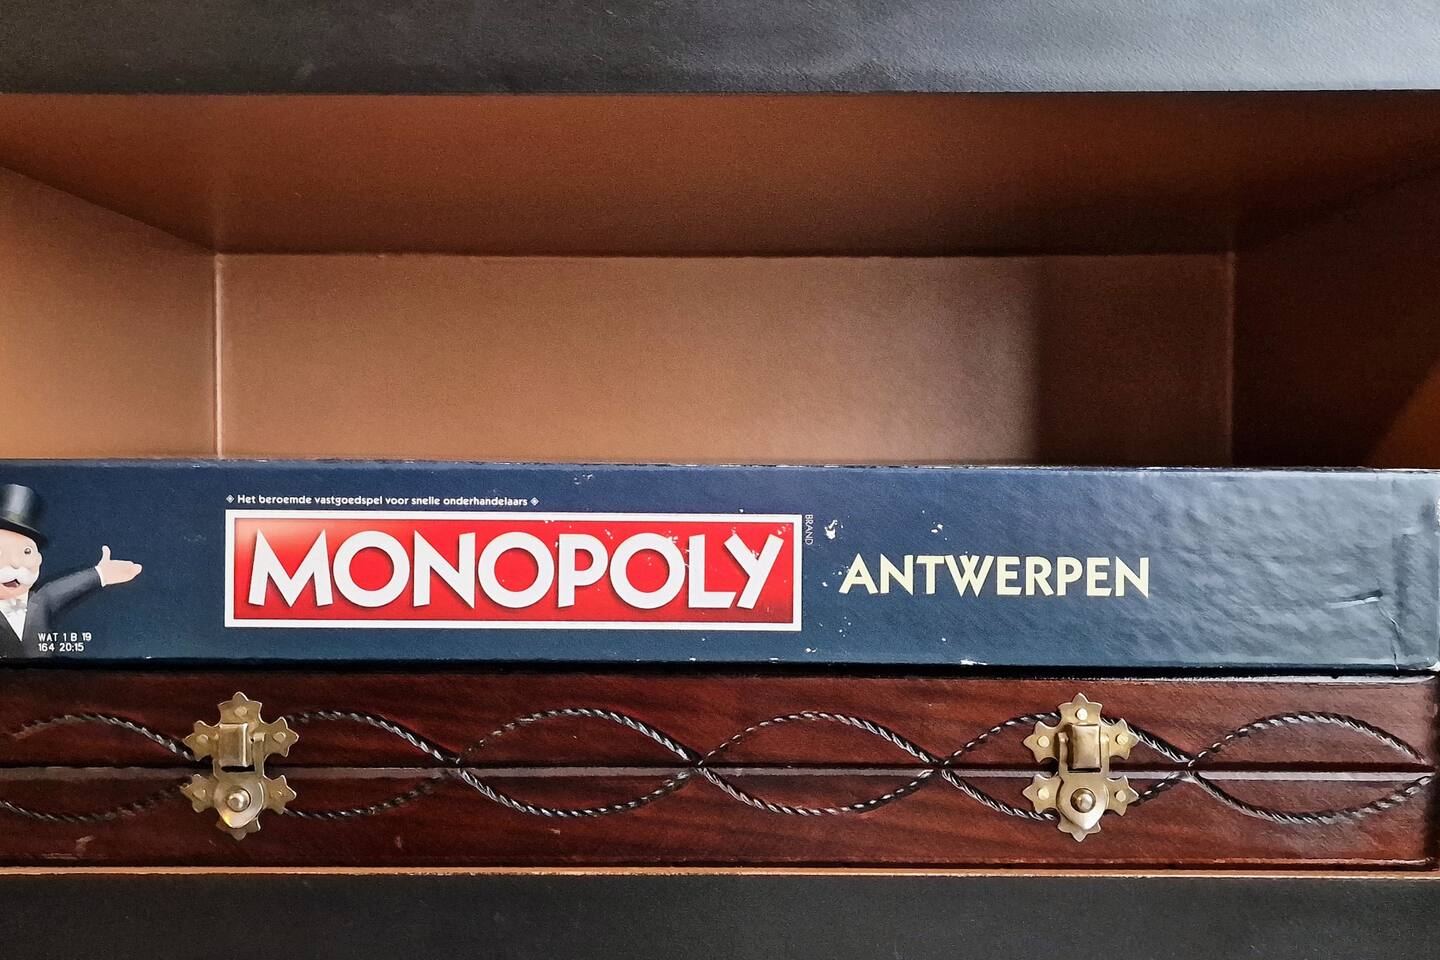 Het beroemde vastgoedspel voor snelle onderhandelaars
MONOPOLY
BRAND
ANTWERPEN
WAT 1 B 19
164 20:15